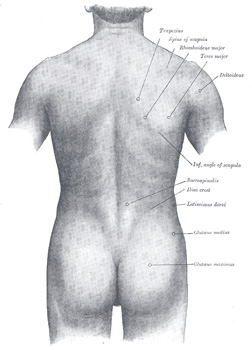 Trapezius
Spine of scapula
Rhomboideus major
Teres major
Deltoideus
Inf. angle of scapula
Sacrospinalis
Iliac crest
Latissimus dorsi
Glutæus medius
Glutæus maximus